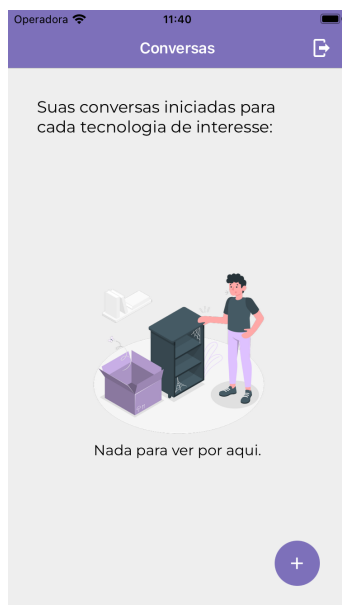 Operadora 11:40
Conversas
Suas conversas iniciadas para
cada tecnologia de interesse:
Nada para ver por aqui.
+